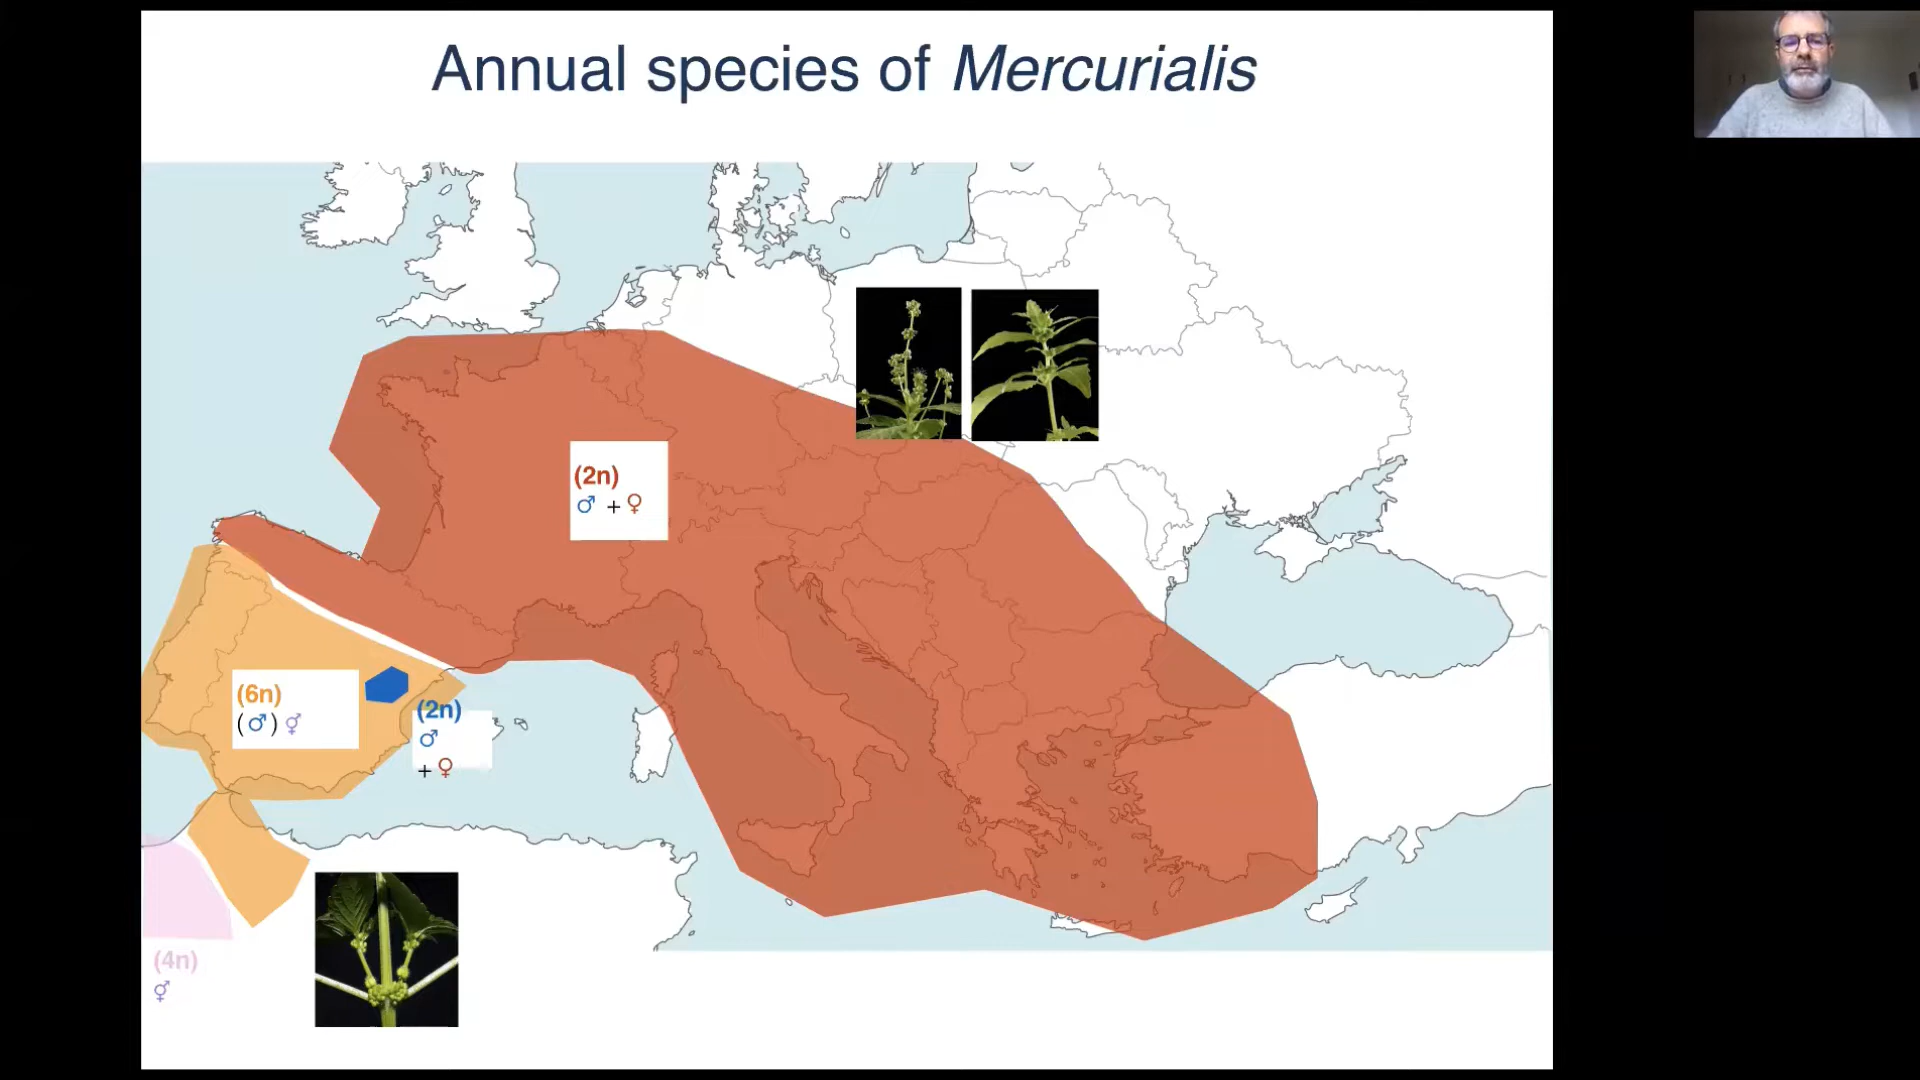 Annual species of Mercurialis
(2n)
♂ + ♀
(6n)
(♂) ⚥
(2n)
♂
+ ♀
(4n)
⚥